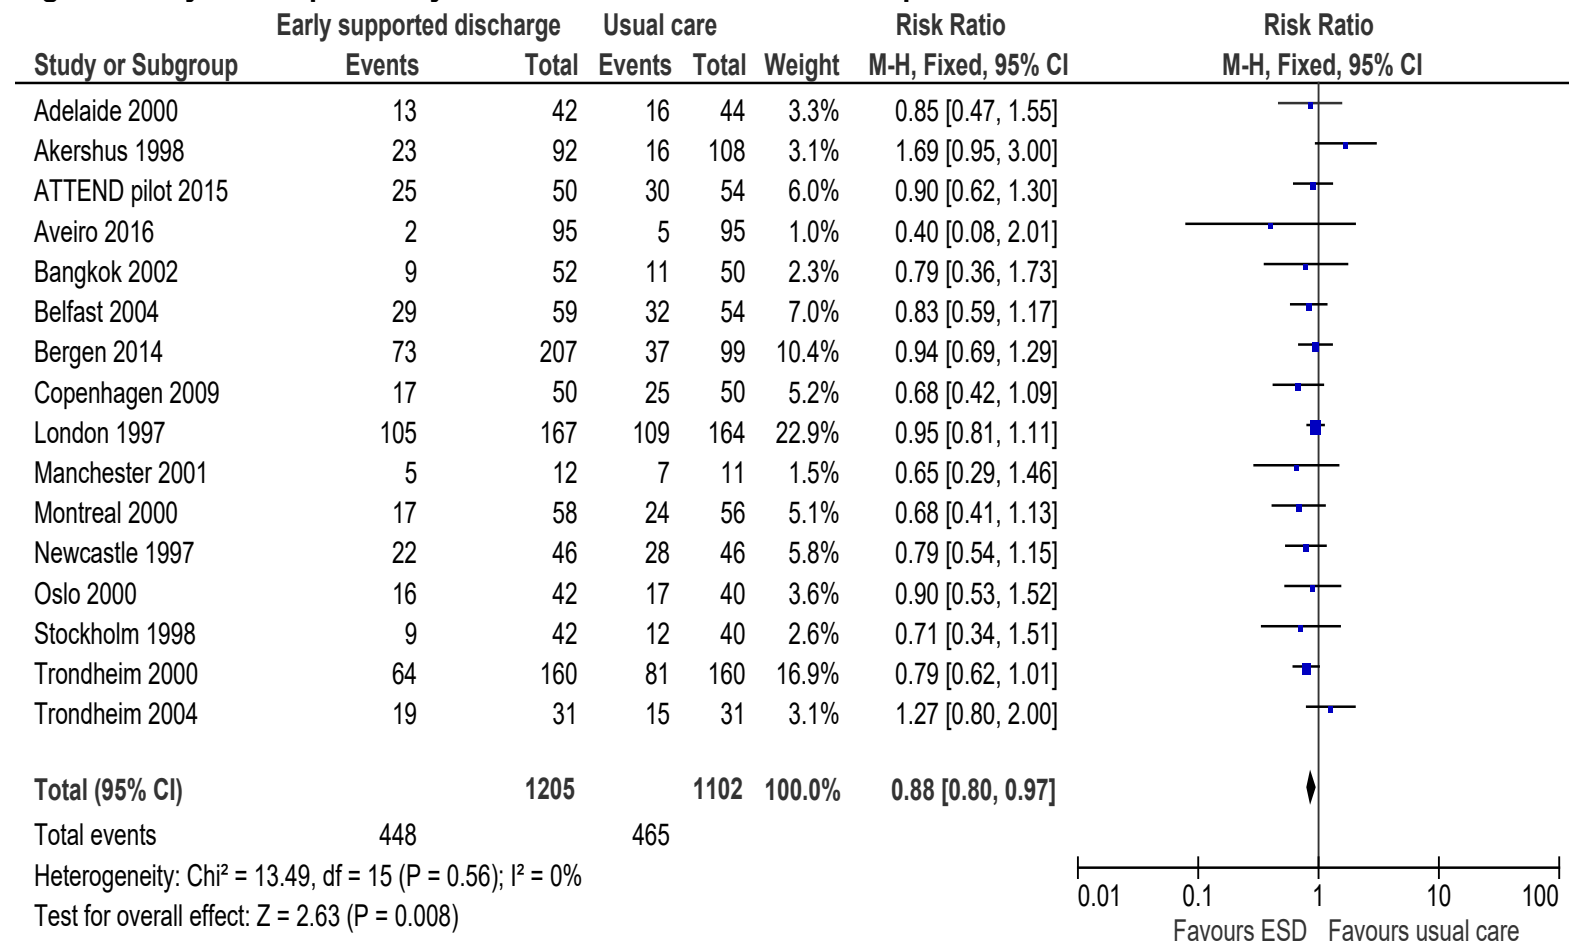 Early supported discharge Usual care Risk Ratio Risk Ratio
Study or Subgroup Events Total Events Total Weight M-H, Fixed, 95% CI M-H, Fixed, 95% CI
Adelaide 2000 13 42 16 44 3.3% 0.85 [0.47, 1.55]
Akershus 1998 23 92 16 108 3.1% 1.69 [0.95, 3.00]
ATTEND pilot 2015 25 50 30 54 6.0% 0.90 [0.62, 1.30]
Aveiro 2016 2 95 5 95 1.0% 0.40 [0.08, 2.01]
Bangkok 2002 9 52 11 50 2.3% 0.79 [0.36, 1.73]
Belfast 2004 29 59 32 54 7.0% 0.83 [0.59, 1.17]
Bergen 2014 73 207 37 99 10.4% 0.94 [0.69, 1.29]
Copenhagen 2009 17 50 25 50 5.2% 0.68 [0.42, 1.09]
London 1997 105 167 109 164 22.9% 0.95 [0.81, 1.11]
Manchester 2001 5 12 7 11 1.5% 0.65 [0.29, 1.46]
Montreal 2000 17 58 24 56 5.1% 0.68 [0.41, 1.13]
Newcastle 1997 22 46 28 46 5.8% 0.79 [0.54, 1.15]
Oslo 2000 16 42 17 40 3.6% 0.90 [0.53, 1.52]
Stockholm 1998 9 42 12 40 2.6% 0.71 [0.34, 1.51]
Trondheim 2000 64 160 81 160 16.9% 0.79 [0.62, 1.01]
Trondheim 2004 19 31 15 31 3.1% 1.27 [0.80, 2.00]
Total (95% CI) 1205 1102 100.0% 0.88 [0.80, 0.97]
Total events 448 465
Heterogeneity: Chi² = 13.49, df = 15 (P = 0.56); I² = 0%
Test for overall effect: Z = 2.63 (P = 0.008)
0.01 0.1 1 10 100
Favours ESD Favours usual care